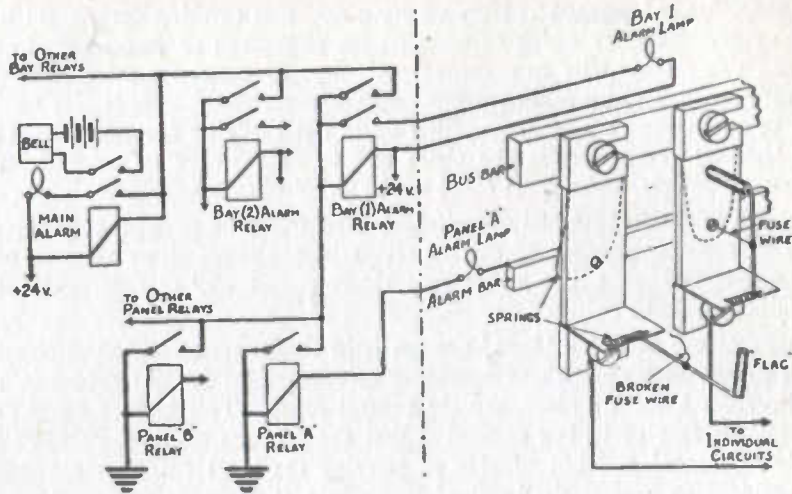 BAY 1
ALARM LAMP
TO OTHER
BAY RELAYS
BELL
MAIN
ALARM
+24 V.
BAY (2) ALARM
RELAY
+24 V.
BAY (1) ALARM
RELAY
BUS BAR
PANEL "A"
ALARM LAMP
ALARM BAR
FUSE
WIRE
SPRINGS
TO OTHER
PANEL RELAYS
PANEL "B"
RELAY
PANEL "A"
RELAY
BROKEN
FUSE WIRE
FLAG
TO
INDIVIDUAL
CIRCUITS